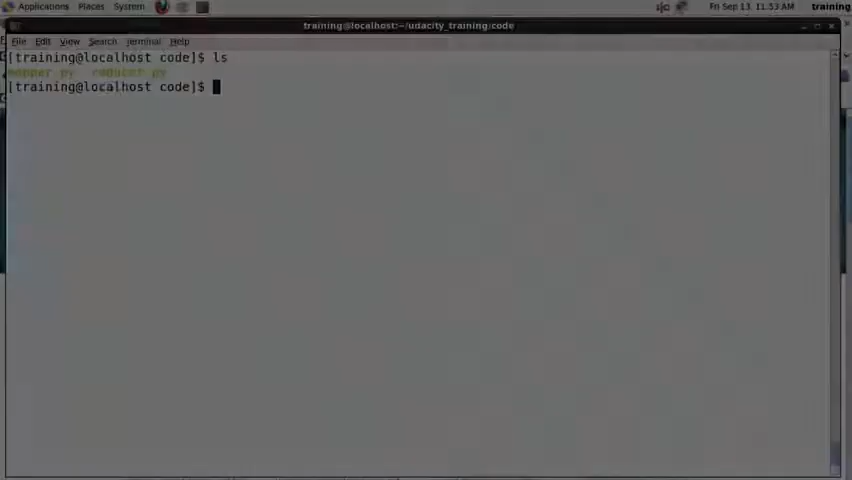 Applications Places System Fri Sep 13, 11:53 AM training
training@localhost:~/udacity_training/code
File Edit View Search Terminal Help
[training@localhost code]$ ls
mapper.py reducer.py
[training@localhost code]$